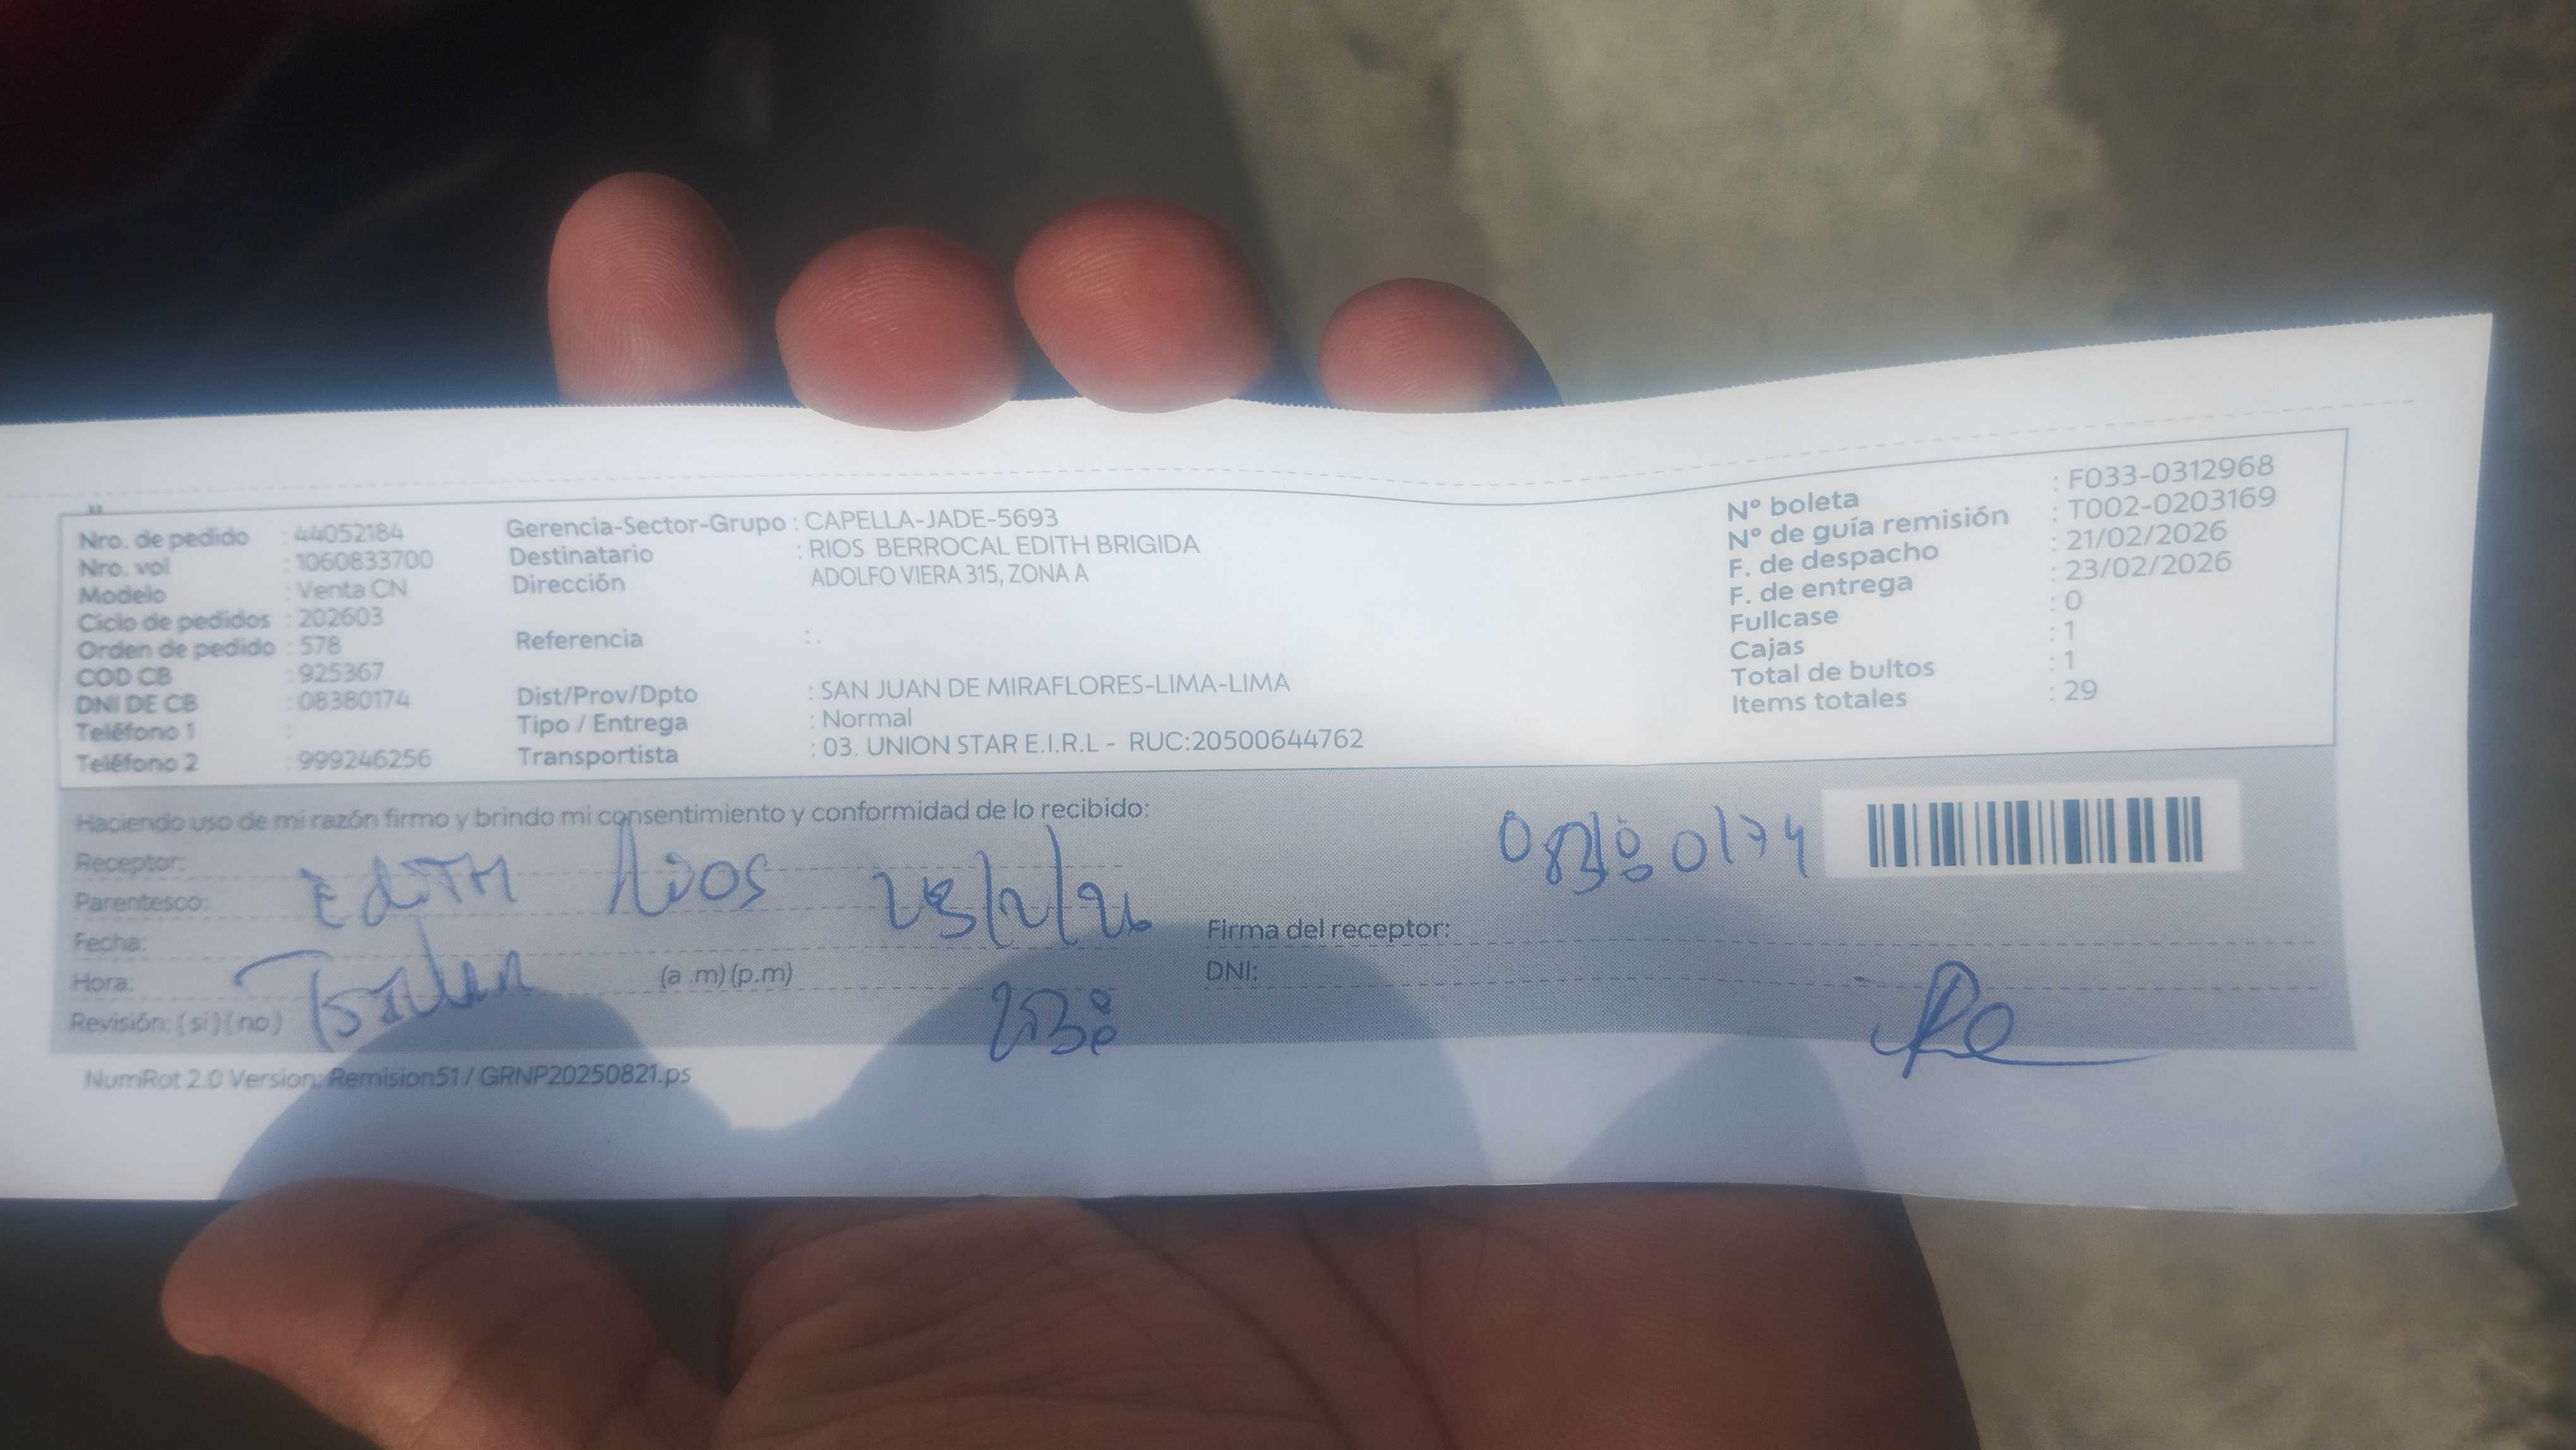 Nro. de pedido : 44052184
Nro. vol : 1060833700
Modelo : Venta CN
Ciclo de pedidos : 202603
Orden de pedido : 578
COD CB : 925367
DNI DE CB : 08380174
Teléfono 1 :
Teléfono 2 : 999246256
Gerencia-Sector-Grupo : CAPELLA-JADE-5693
Destinatario : RIOS BERROCAL EDITH BRIGIDA
Dirección ADOLFO VIERA 315, ZONA A
Referencia : .
Dist/Prov/Dpto : SAN JUAN DE MIRAFLORES-LIMA-LIMA
Tipo / Entrega : Normal
Transportista : 03. UNION STAR E.I.R.L - RUC:20500644762
Nº boleta : F033-0312968
Nº de guía remisión : T002-0203169
F. de despacho : 21/02/2026
F. de entrega : 23/02/2026
Fullcase : 0
Cajas : 1
Total de bultos : 1
Items totales : 29
Haciendo uso de mi razón firmo y brindo mi consentimiento y conformidad de lo recibido:
Receptor:
Parentesco: EdiTH Rios
Fecha:
Hora: (a .m) (p.m)
Revisión: ( si ) ( no )
08380174
Firma del receptor:
DNI:
NumRot 2.0 Version: Remision51 / GRNP20250821.ps